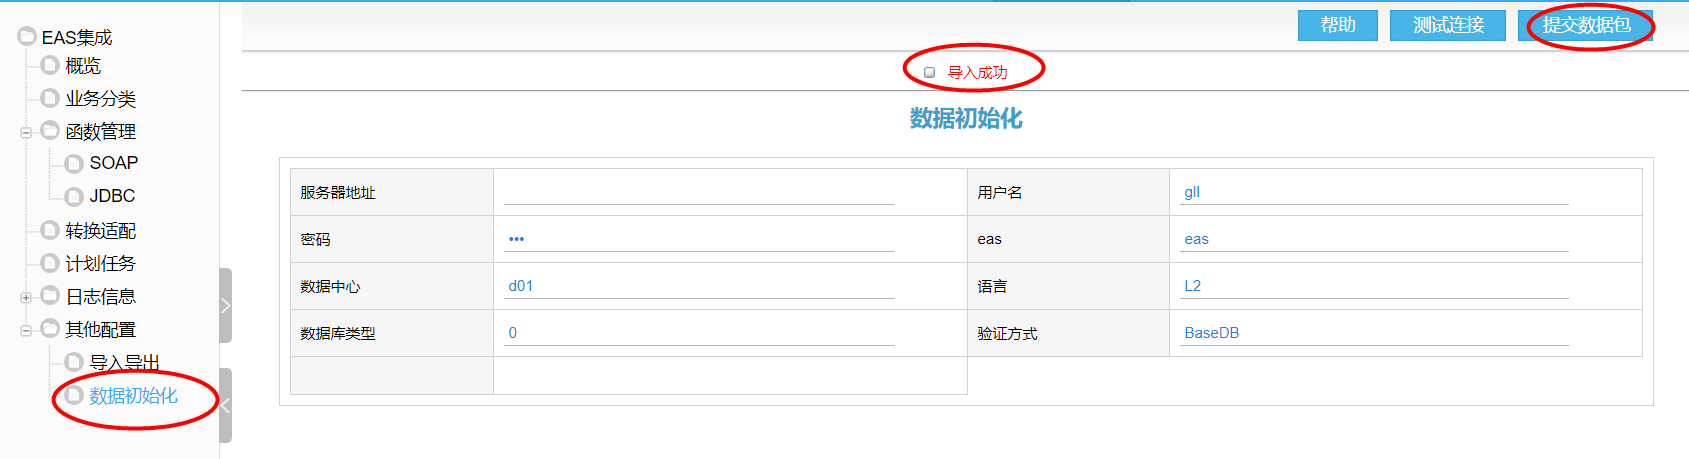 帮助 测试连接 提交数据包
EAS集成
概览
业务分类
函数管理
SOAP
JDBC
转换适配
计划任务
日志信息
其他配置
导入导出
数据初始化
导入成功
数据初始化
服务器地址 用户名 gll
密码 ••• eas eas
数据中心 d01 语言 L2
数据库类型 0 验证方式 BaseDB